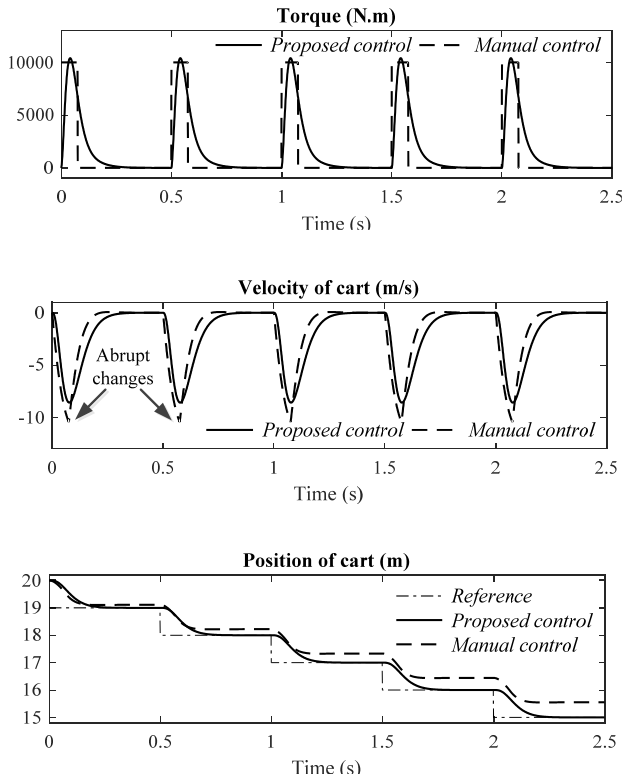 Torque (N.m)
Proposed control
Manual control
10000
5000
0
0
0.5
1
1.5
2
2.5
Time (s)
Velocity of cart (m/s)
0
-5
-10
Abrupt
changes
Proposed control
Manual control
0
0.5
1
1.5
2
2.5
Time (s)
Position of cart (m)
20
19
18
17
16
15
Reference
Proposed control
Manual control
0
0.5
1
1.5
2
2.5
Time (s)